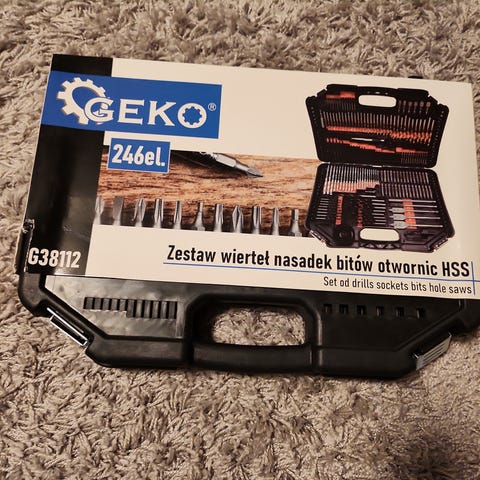 GEKO®
246el.
G38112
Zestaw wierteł nasadek bitów otwornic HSS
Set od drills sockets bits hole saws